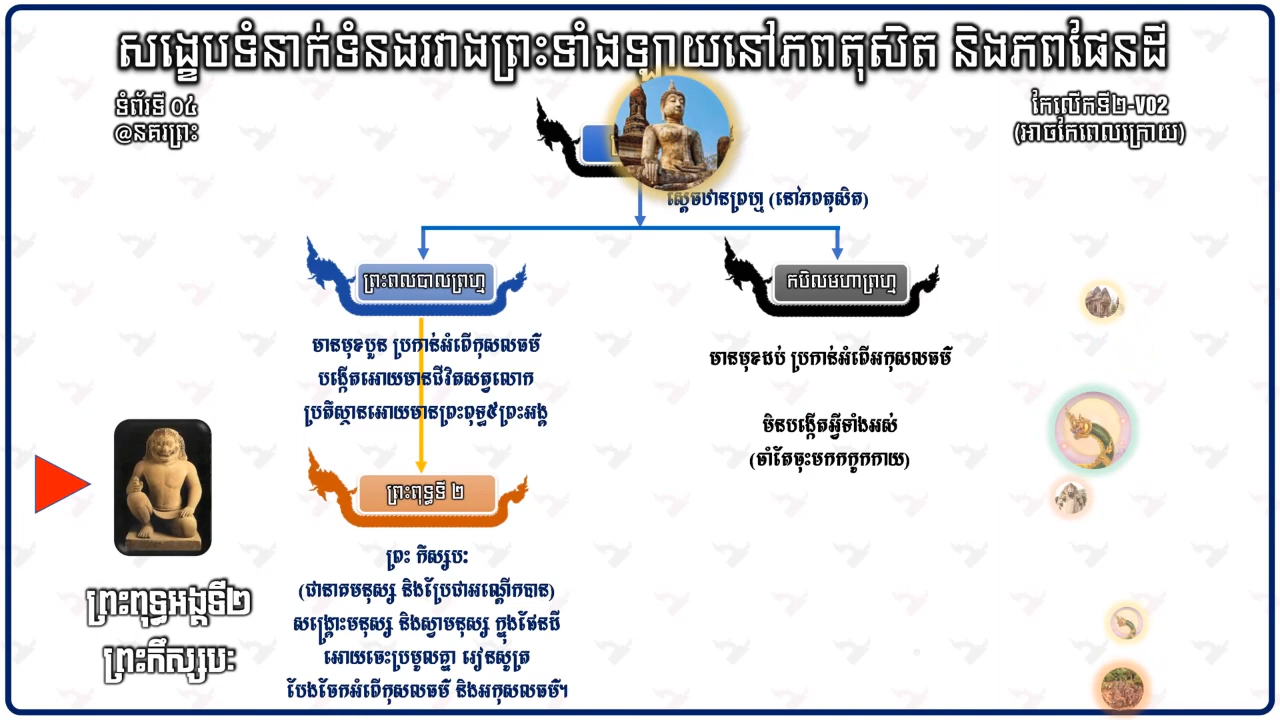 សង្ខេបទំនាក់ទំនងរវាងព្រះទាំងឡាយនៅភពតុសិត និងភពផែនដី
ទំព័រទី ០៤
@នគរព្រះ
កែលើកទី២-V02
(អាចកែពេលក្រោយ)
ស្ដេចឋានព្រហ្ម (នៅភពតុសិត)
ព្រះពលបាលព្រហ្ម
កបិលមហាព្រហ្ម
មានមុខបួន ប្រកាន់អំពើកុសលធម៌
បង្កើតអោយមានជីវិតសត្វលោក
ប្រតិស្ថានអោយមានព្រះពុទ្ធ៥ព្រះអង្គ
មានមុខដប់ ប្រកាន់អំពើអកុសលធម៌
មិនបង្កើតអ្វីទាំងអស់
(ចាំតែចុះមកកកូកកាយ)
ព្រះពុទ្ធទី ២
ព្រះ កឹស្សបៈ
(ជានាគមនុស្ស និងប្រែជាអណ្ដើកបាន)
សង្គ្រោះមនុស្ស និងស្វាមនុស្ស ក្នុងផែនដី
អោយចេះប្រមូលគ្នា រៀនសូត្រ
បែងចែកអំពើកុសលធម៌ និងអកុសលធម៌។
ព្រះពុទ្ធអង្គទី២
ព្រះកឹស្សបៈ